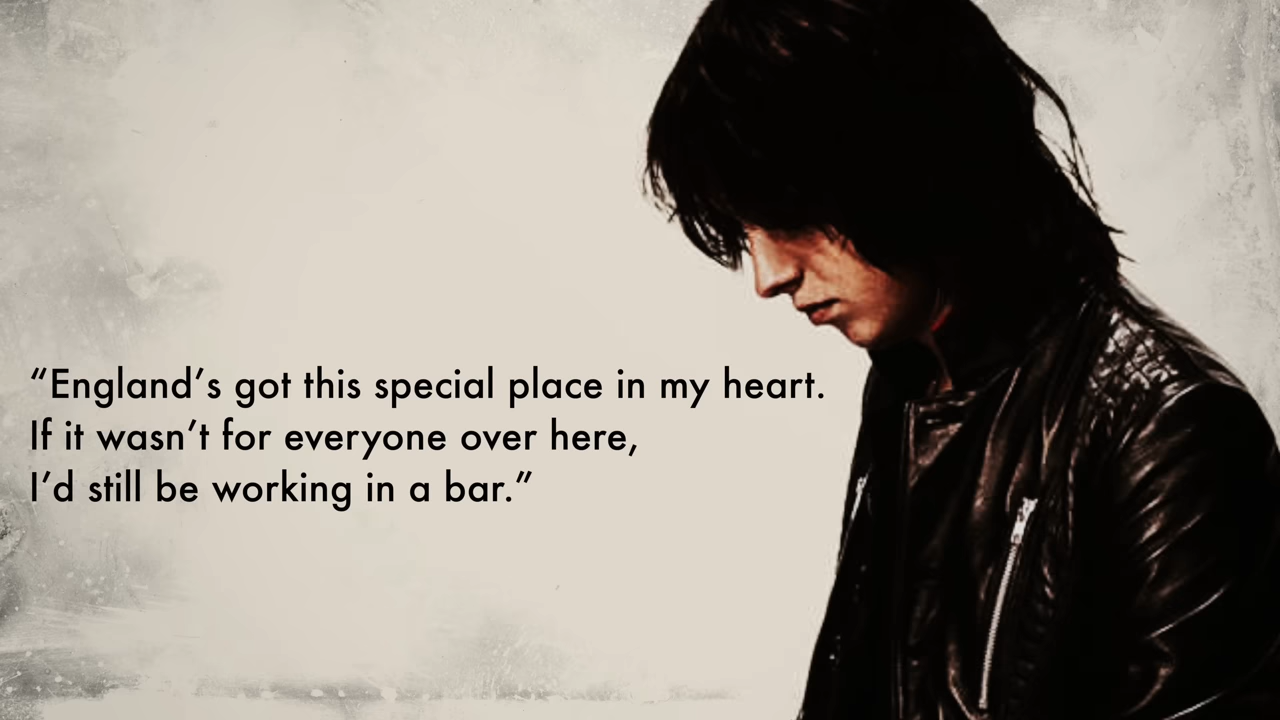 “England’s got this special place in my heart.
If it wasn’t for everyone over here,
I’d still be working in a bar.”